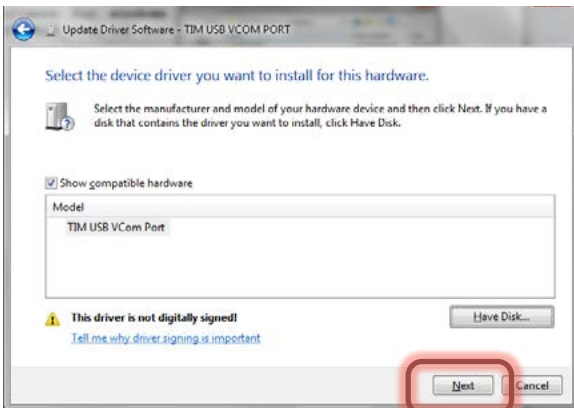 Update Driver Software - TIM USB VCOM PORT
Select the device driver you want to install for this hardware.
Select the manufacturer and model of your hardware device and then click Next. If you have a
disk that contains the driver you want to install, click Have Disk.
Show compatible hardware
Model
TIM USB VCom Port
This driver is not digitally signed!
Have Disk...
Tell me why driver signing is important
Next
Cancel